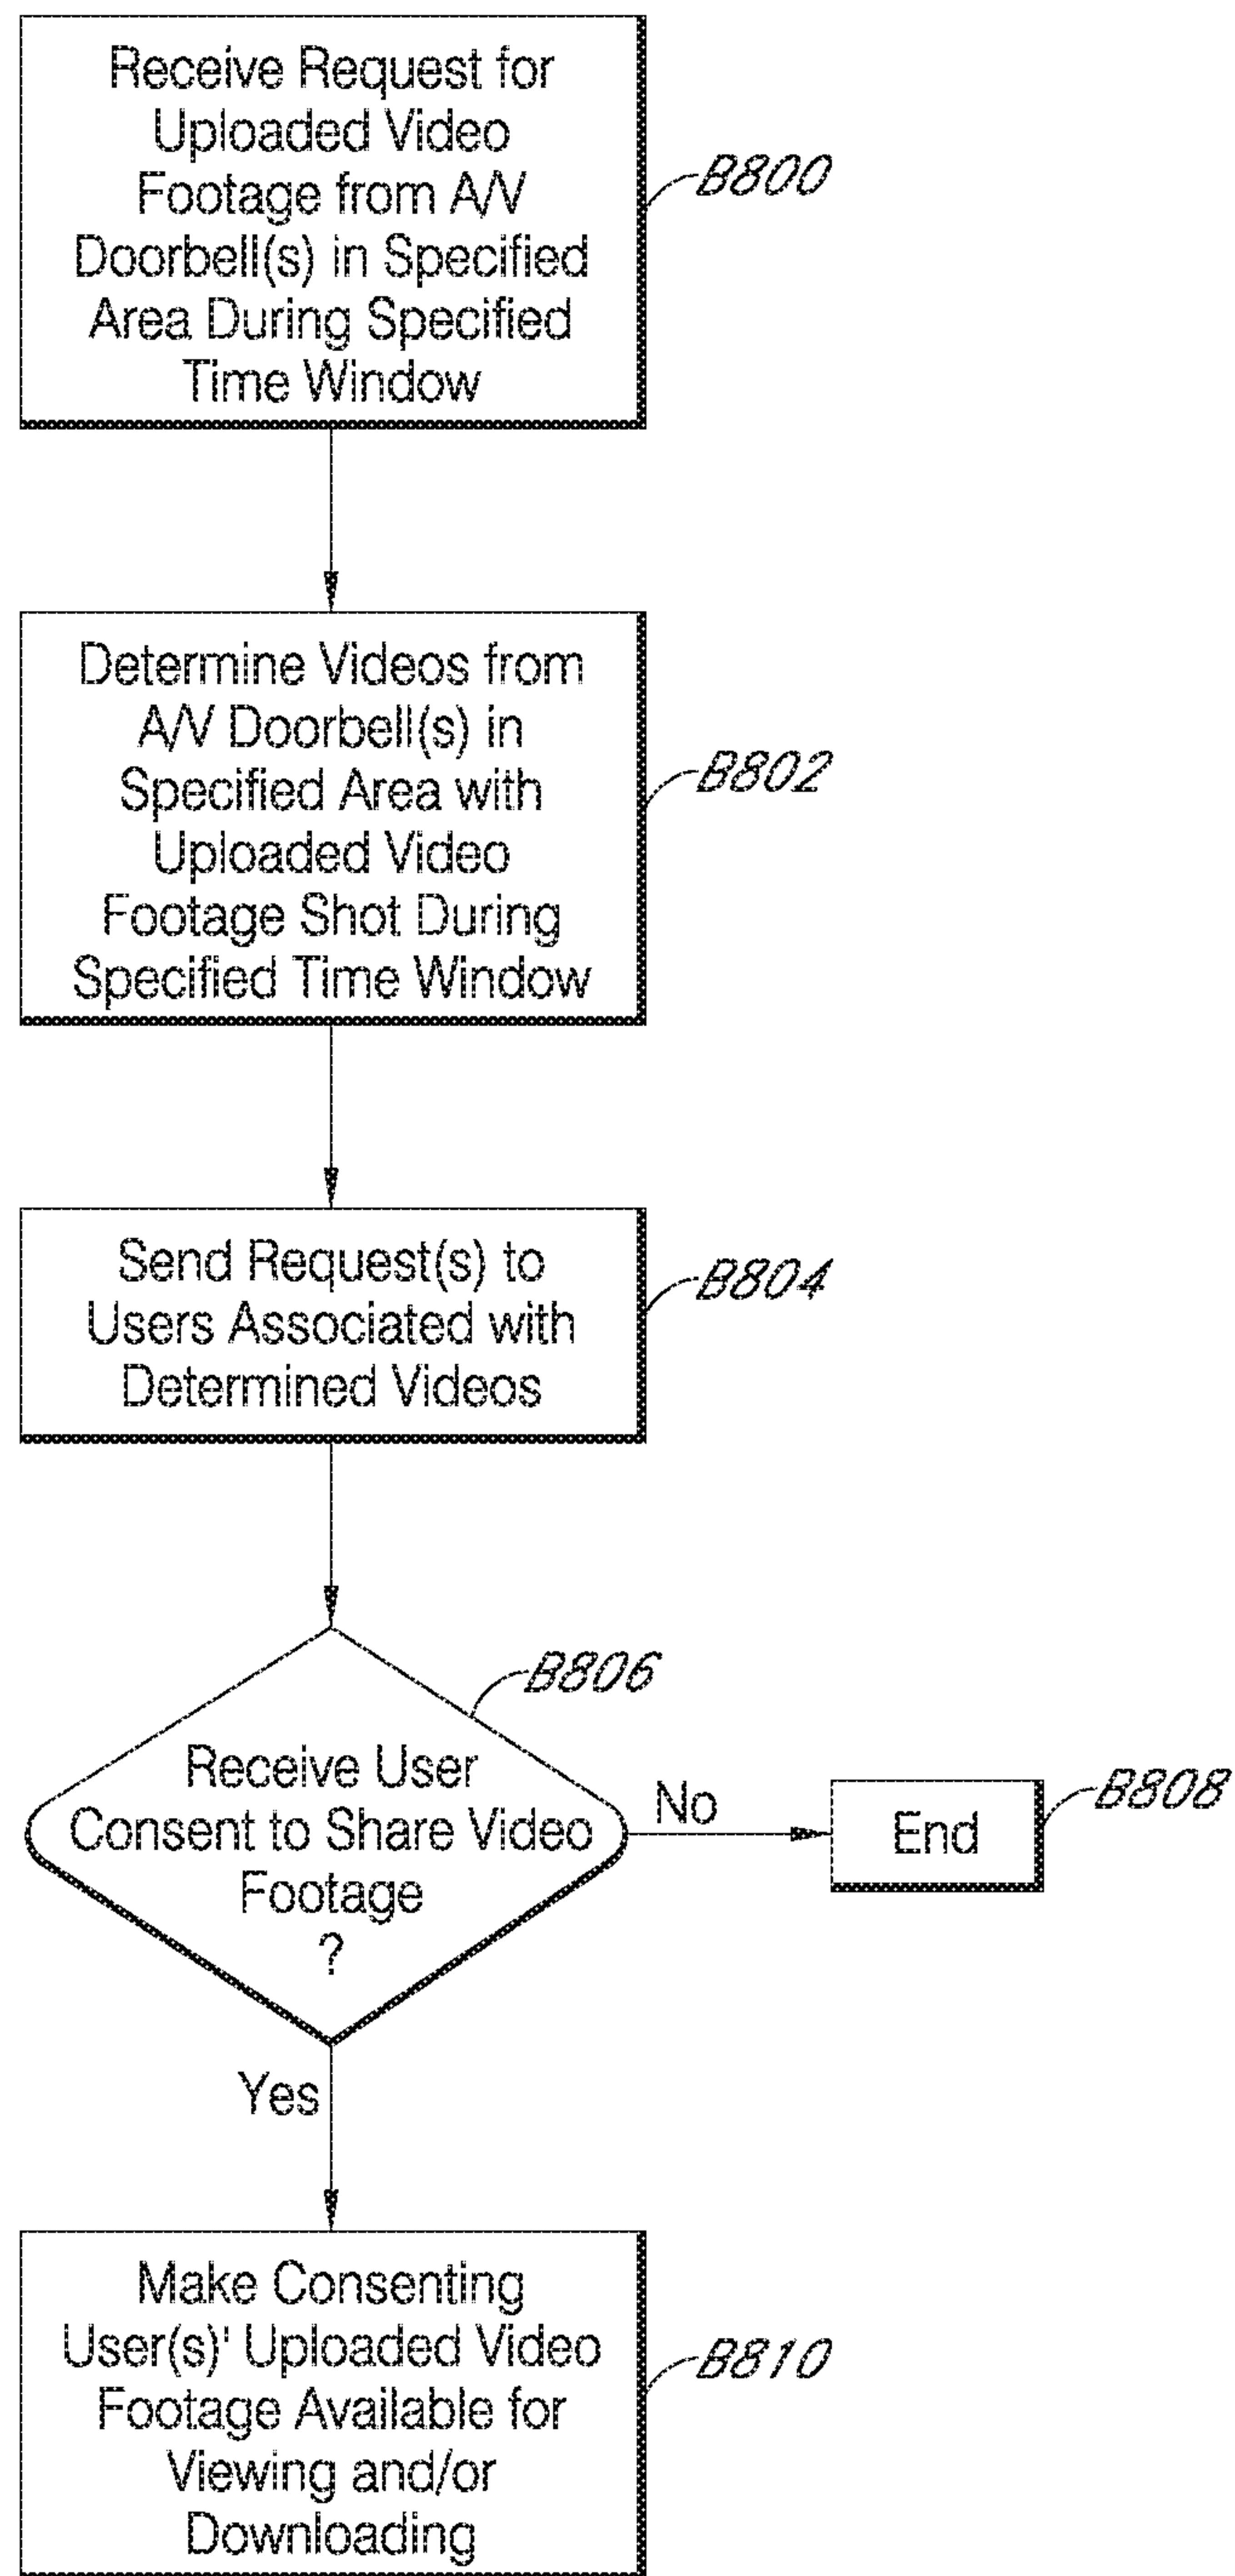 Receive Request for
Uploaded Video
Footage from A/V
Doorbell(s) in Specified
Area During Specified
Time Window
B800
Determine Videos from
A/V Doorbell(s) in
Specified Area with
Uploaded Video
Footage Shot During
Specified Time Window
B802
Send Request(s) to
Users Associated with
Determined Videos
B804
B806
Receive User
Consent to Share Video
Footage
?
No
End
B808
Yes
Make Consenting
User(s)' Uploaded Video
Footage Available for
Viewing and/or
Downloading
B810